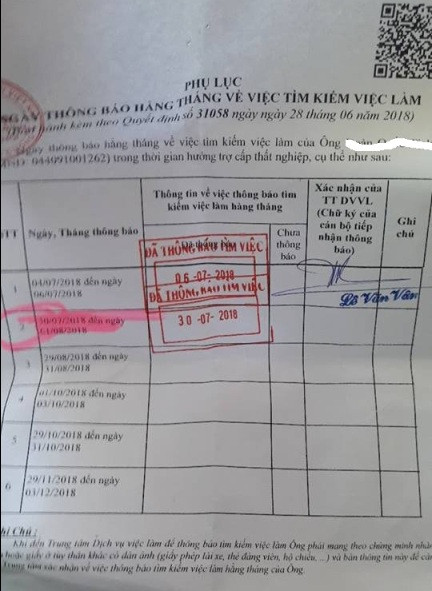 PHỤ LỤC
NGÀY THÔNG BÁO HÀNG THÁNG VỀ VIỆC TÌM KIẾM VIỆC LÀM
hành kèm theo Quyết định số 31058 ngày 28 tháng 06 năm 2018)
Ngày thông báo hàng tháng về việc tìm kiếm việc làm của Ông
044091001262) trong thời gian hưởng trợ cấp thất nghiệp, cụ thể như sau:
TT
Ngày, Tháng thông báo
Thông tin về việc thông báo tìm kiếm việc làm hàng tháng
Xác nhận của
TT DVVL
(Chữ ký của
cán bộ tiếp
nhận thông
báo)
Ghi
chú
Chưa
thông
báo
1
04/07/2018 đến ngày
06/07/2018
ĐÃ THÔNG BÁO TÌM VIỆC
06-07-2018
Lê Văn Vân
2
đến ngày
ĐÃ THÔNG BÁO TÌM VIỆC
30-07-2018
3
29/08/2018 đến ngày
31/08/2018
4
01/10/2018 đến ngày
03/10/2018
5
29/10/2018 đến ngày
31/10/2018
6
29/11/2018 đến ngày
03/12/2018
Chú :
Khi đến Trung tâm Dịch vụ việc làm để thông báo tìm kiếm việc làm Ông phải mang theo chứng minh nhân
hoặc giấy tờ tùy thân khác có dán ảnh (giấy phép lái xe, thẻ đảng viên, hộ chiếu, ..) và bản thông tin này để cán
Trung tâm xác nhận về việc thông báo tìm kiếm việc làm hằng tháng của Ông.